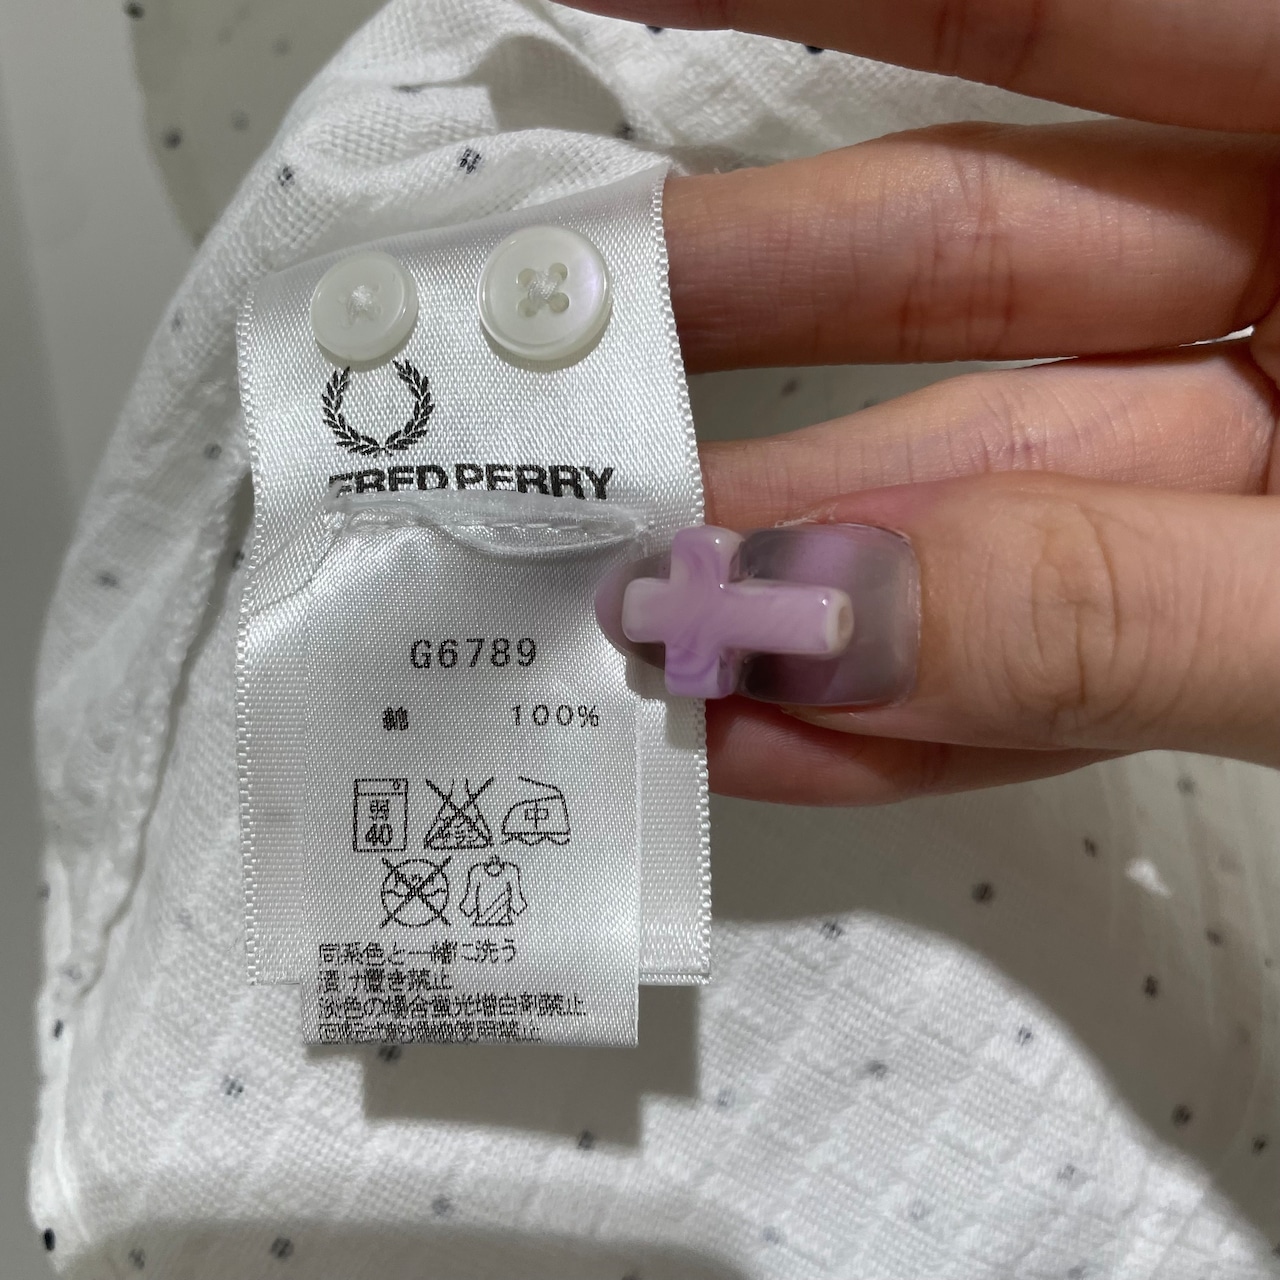 FRED PERRY
G6789
綿 100%
弱
40
中
同系色と一緒に洗う
漬け置き禁止
淡色の場合蛍光増白剤禁止